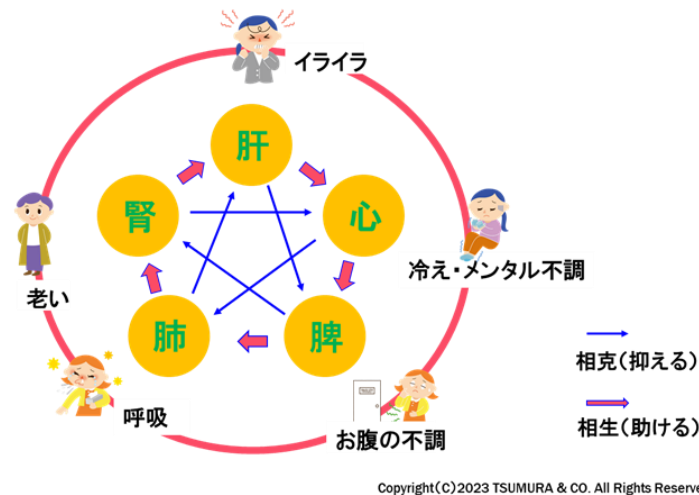 イライラ
肝
腎
心
冷え・メンタル不調
老い
肺
脾
相克(抑える)
呼吸
お腹の不調
相生(助ける)
Copyright(C)2023 TSUMURA & CO. All Rights Reserve